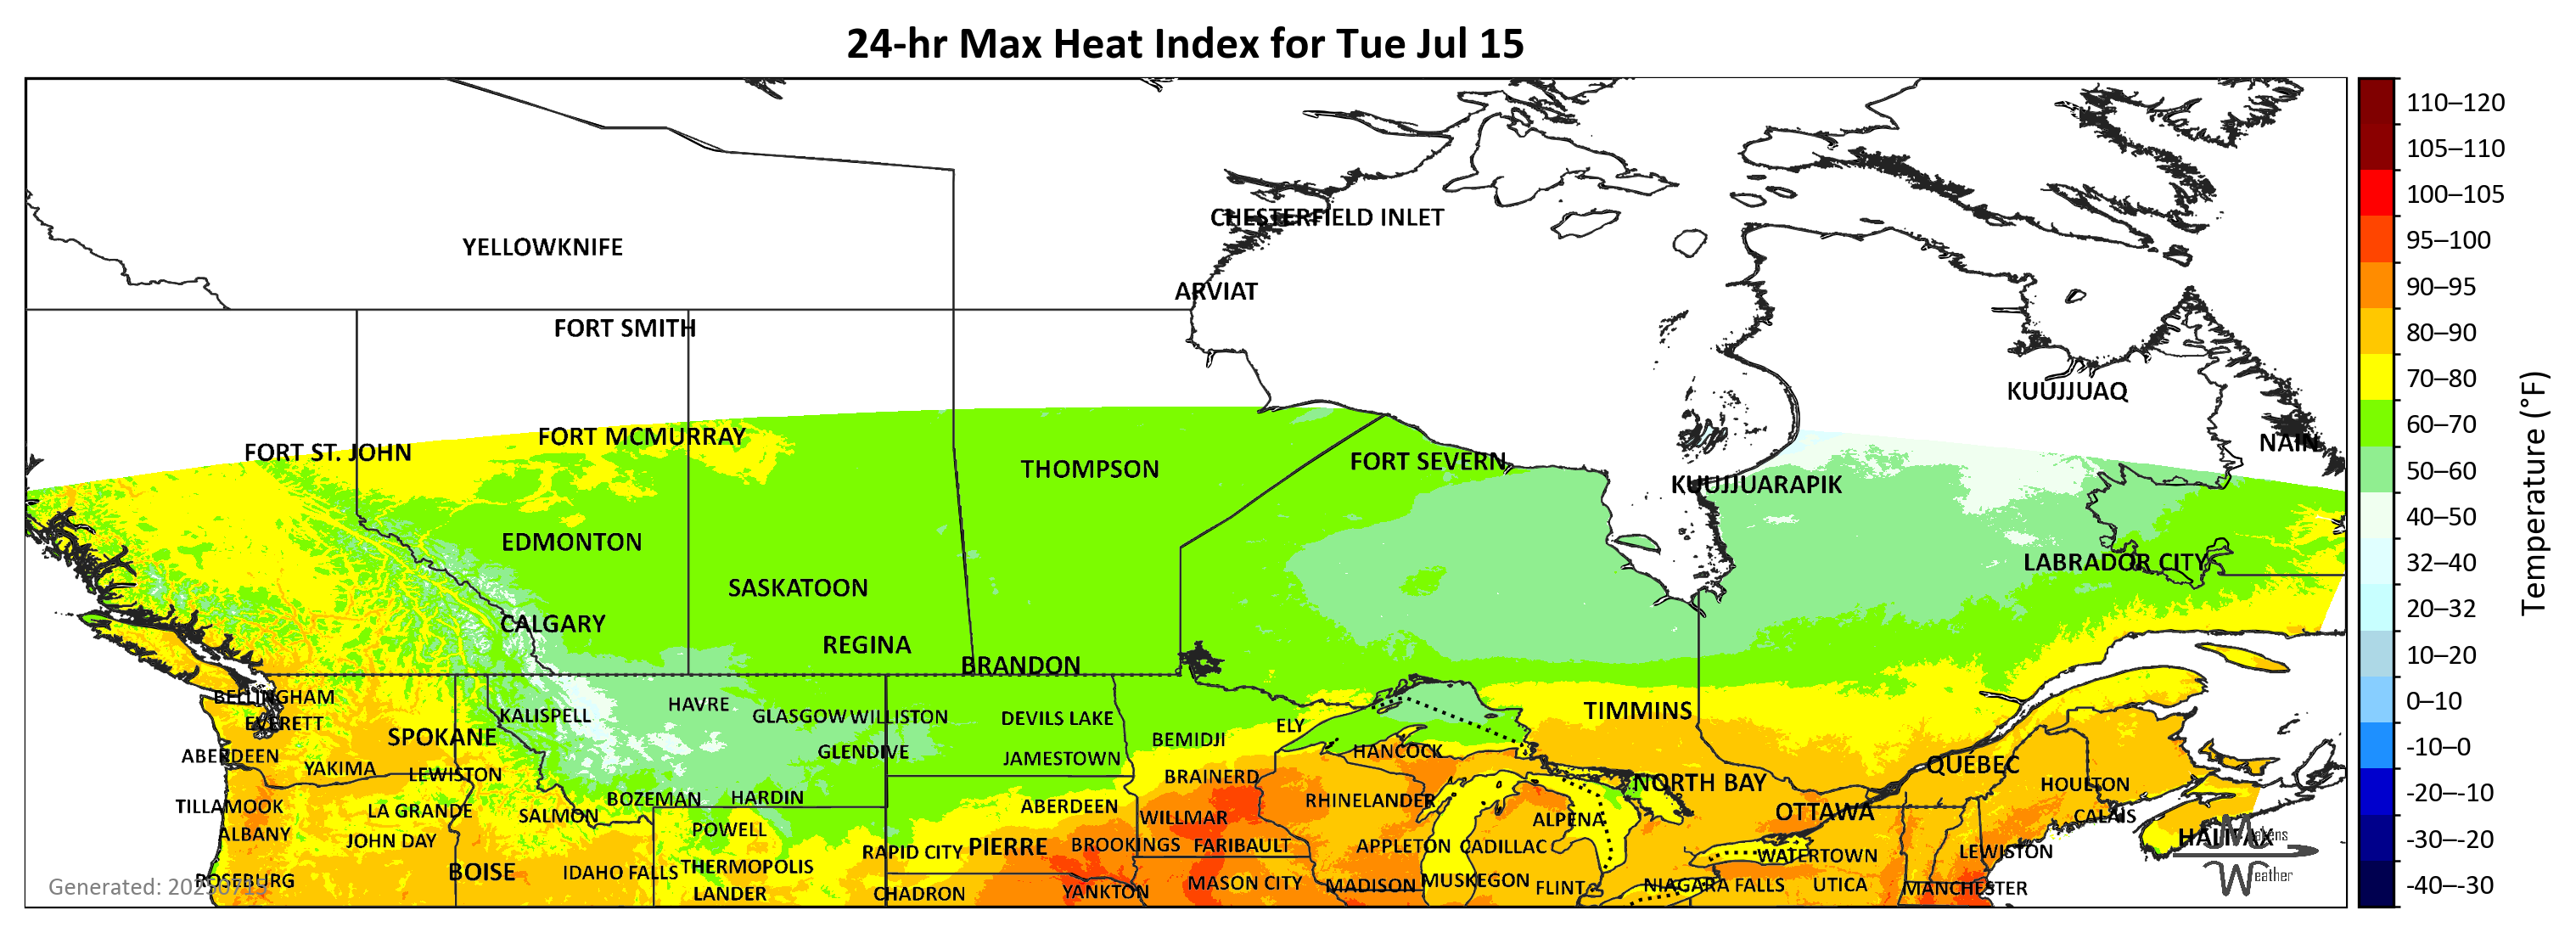 24-hr Max Heat Index for Tue Jul 15
CHESTERFIELD INLET
YELLOWKNIFE
ARVIAT
FORT SMITH
KUUJJUAQ
FORT MCMURRAY
NAIN
FORT ST. JOHN
FORT SEVERN
THOMPSON
KUUJJUARAPIK
EDMONTON
LABRADOR CITY
SASKATOON
CALGARY
REGINA
BRANDON
BELLINGHAM
HAVRE
TIMMINS
KALISPELL
GLASGOW WILLISTON
DEVILS LAKE
EVERETT
ELY
SPOKANE
BEMIDJI
ABERDEEN
GLENDIVE
HANCOCK
JAMESTOWN
QUÉBEC
YAKIMA
LEWISTON
BRAINERD
NORTH BAY
HOULTON
BOZEMAN
HARDIN
RHINELANDER
TILLAMOOK
LA GRANDE
SALMON
ABERDEEN
WILLMAR
ALPENA
OTTAWA
CALAIS
ALBANY
JOHN DAY
POWELL
HALIFAX
Makens
RAPID CITY
PIERRE
BROOKINGS
FARIBAULT
APPLETON
CADILLAC
WATERTOWN
LEWISTON
BOISE
IDAHO FALLS
THERMOPOLIS
Weather
ROSEBURG
Generated: 20250715
LANDER
CHADRON
YANKTON
MASON CITY
MADISON
MUSKEGON
FLINT
NIAGARA FALLS
UTICA
MANCHESTER
110–120
105–110
100–105
95–100
90–95
80–90
70–80
60–70
50–60
40–50
32–40
20–32
10–20
0–10
-10–0
-20–-10
-30–-20
-40–-30
Temperature (°F)